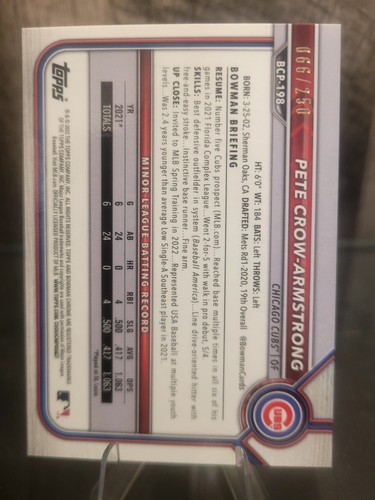 066/250
BCP-198
PETE CROW-ARMSTRONG
CHICAGO CUBS® | OF
CUBS
HT: 6'0" WT: 184 BATS: Left THROWS: Left
BORN: 3-25-02, Sherman Oaks, CA DRAFTED: Mets Rd1-2020, 19th Overall @BowmanCards
BOWMAN BRIEFING
RESUME: Number five Cubs prospect (MLB.com)...Reached base multiple times in all six of his
games in 2021 Florida Complex League...Went 2-for-5 with walk in pro debut, 5/4.
SKILLS: Best defensive outfielder in system (Baseball America)...Line drive-oriented hitter with
free-and-easy stroke...Instinctive base runner...Fine arm.
UP CLOSE: Invited to MLB Spring Training in 2022...Represented USA Baseball at multiple youth
levels...Was 2.4 years younger than average Low Single-A Southeast player in 2021.
MINOR LEAGUE BATTING RECORD
YR G AB HR RBI SLG AVG OPS
2021* 6 24 0 4 .500 .417 1.063
TOTALS 6 24 0 4 .500 .417 1.063
topps